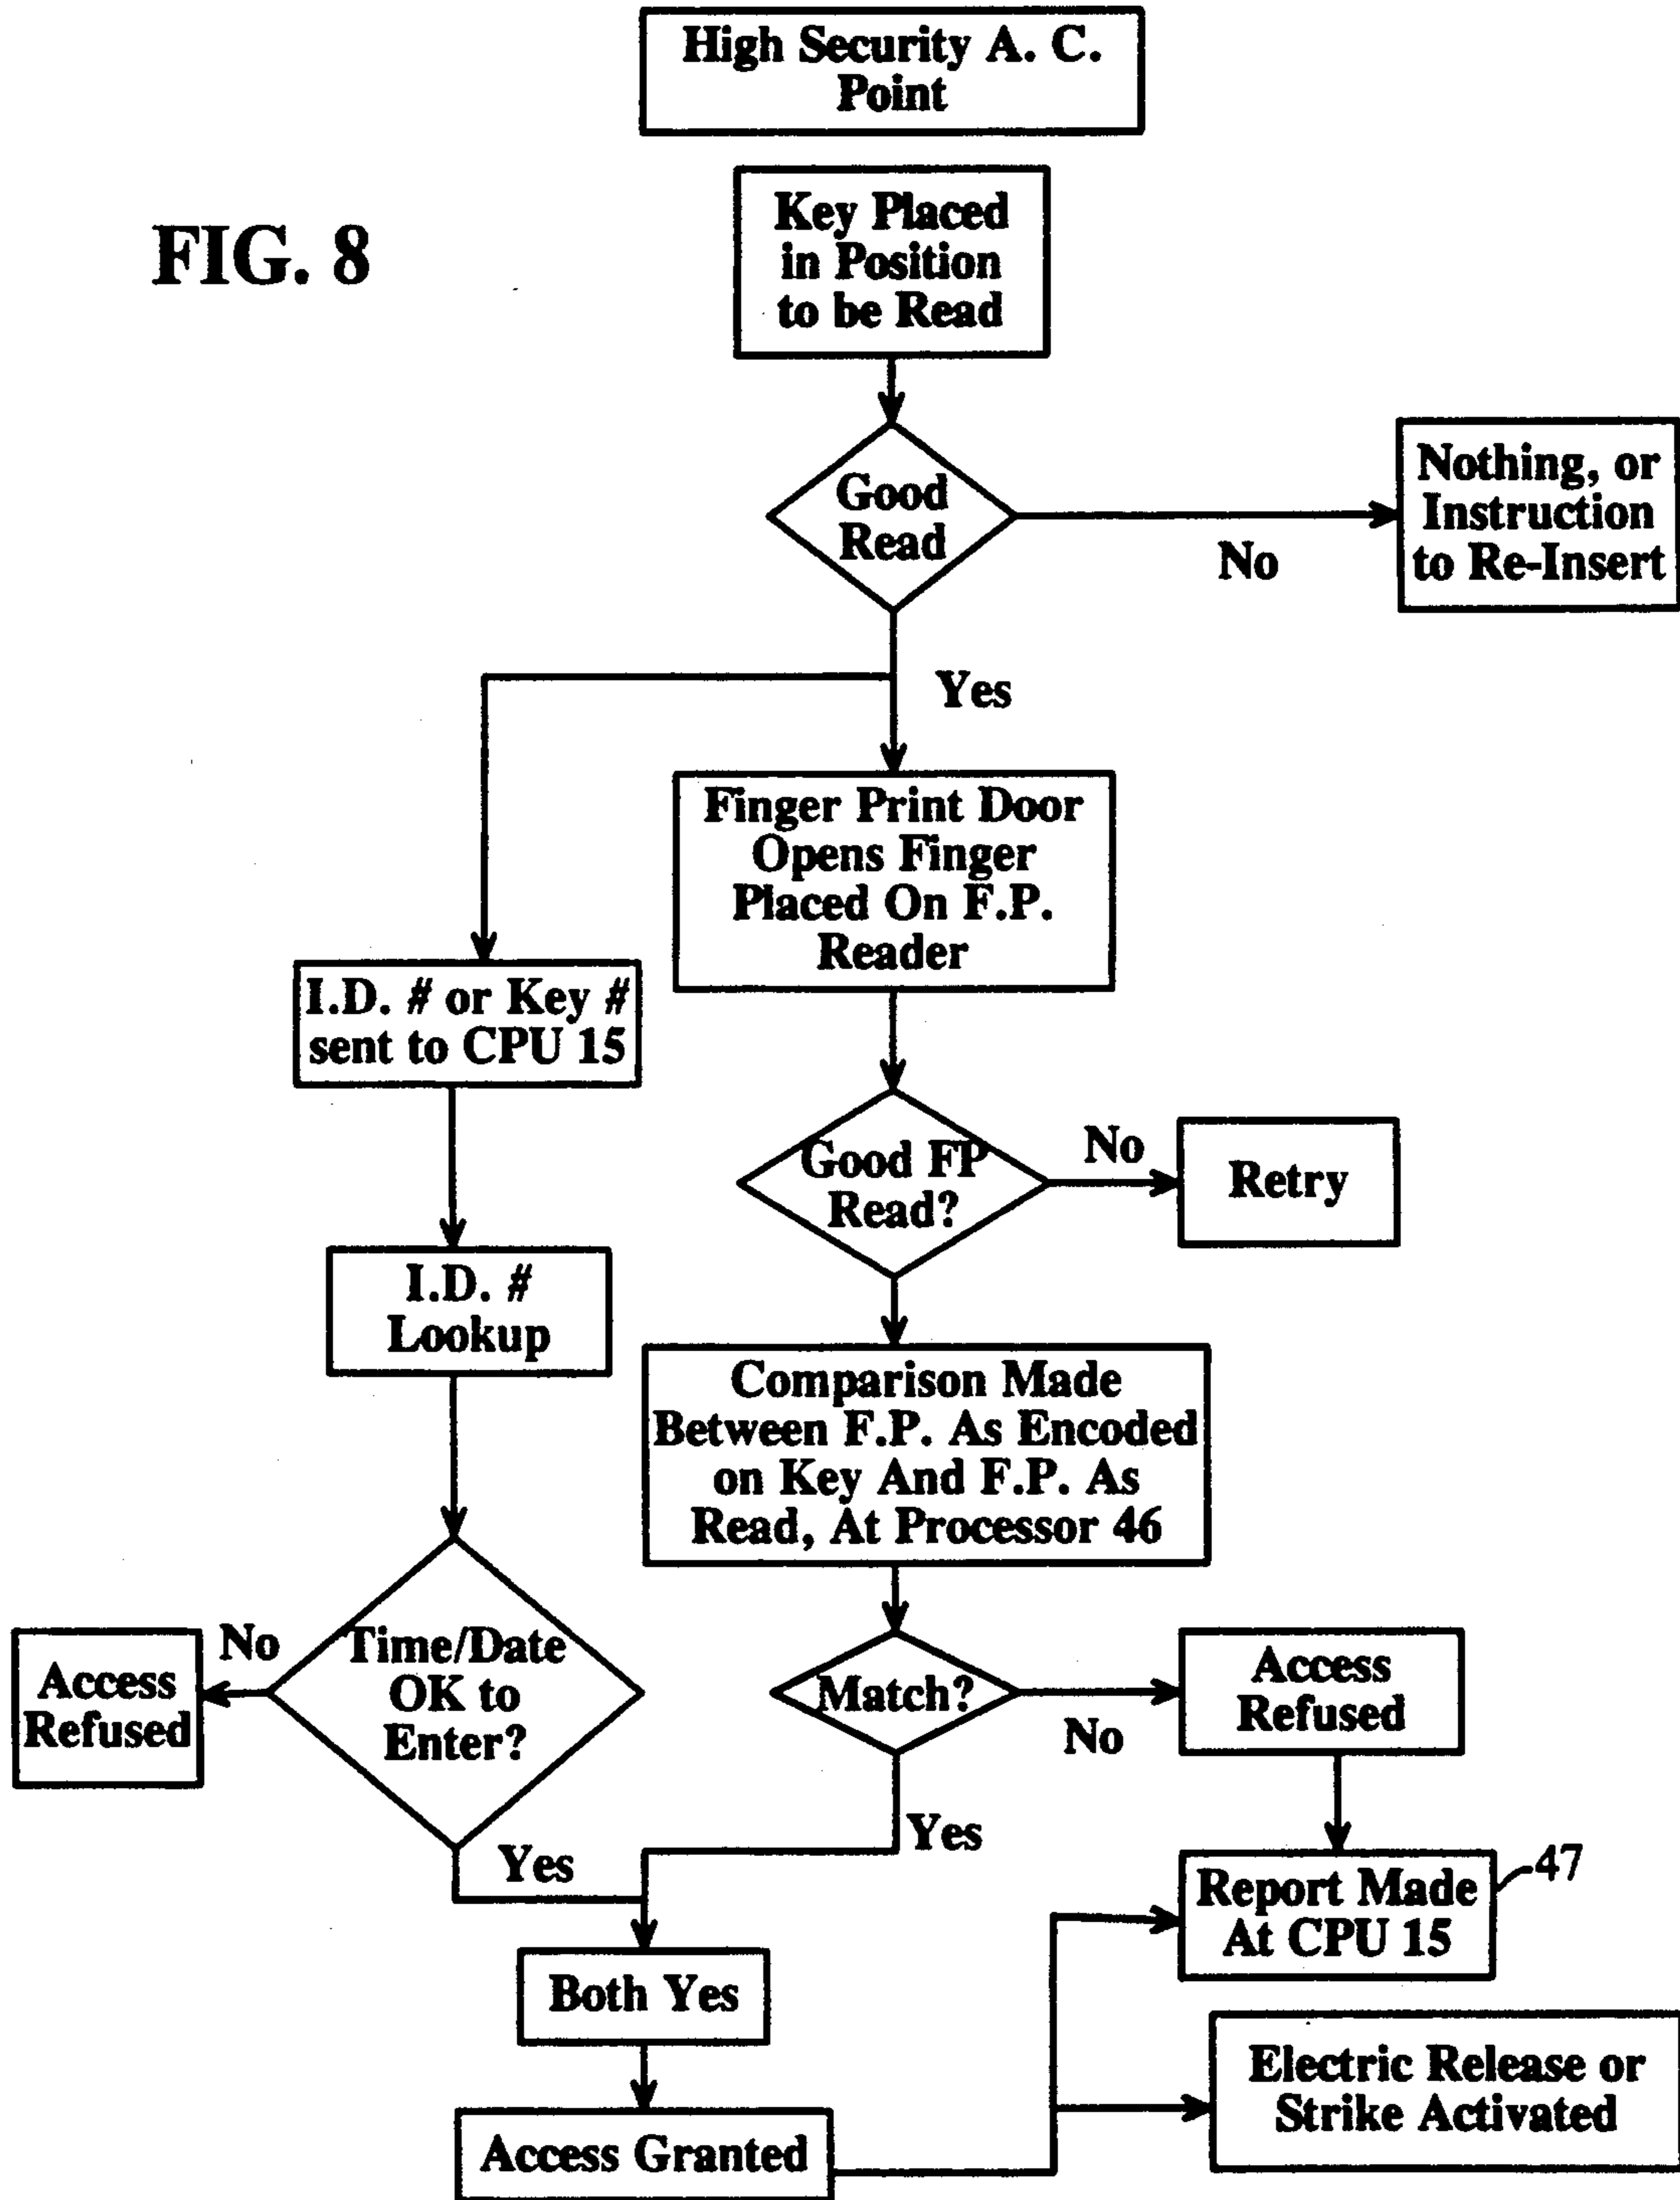 High Security A. C.
Point
FIG. 8
Key Placed
in Position
to be Read
Good
Read
No
Nothing, or
Instruction
to Re-Insert
Yes
Finger Print Door
Opens Finger
Placed On F.P.
Reader
I.D. # or Key #
sent to CPU 15
Good FP
Read?
No
Retry
I.D. #
Lookup
Comparison Made
Between F.P. As Encoded
on Key And F.P. As
Read, At Processor 46
Time/Date
OK to
Enter?
No
Access
Refused
Match?
No
Access
Refused
Yes
Yes
Report Made
At CPU 15
47
Both Yes
Electric Release or
Strike Activated
Access Granted